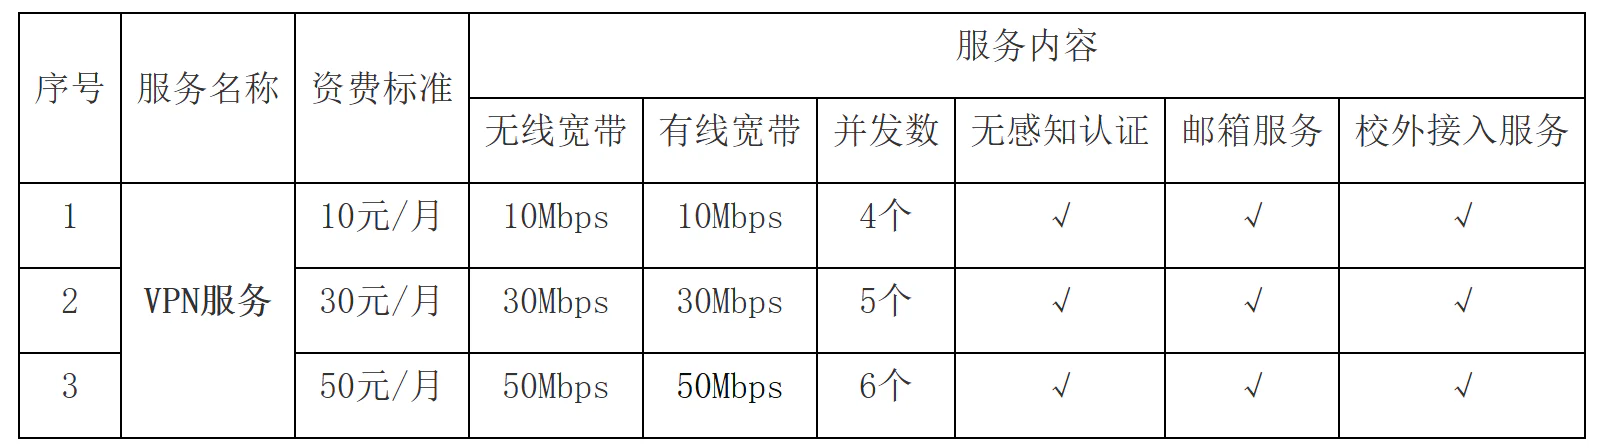 序号 服务名称 资费标准 服务内容
无线宽带 有线宽带 并发数 无感知认证 邮箱服务 校外接入服务
1 VPN服务 10元/月 10Mbps 10Mbps 4个 √ √ √
2 30元/月 30Mbps 30Mbps 5个 √ √ √
3 50元/月 50Mbps 50Mbps 6个 √ √ √